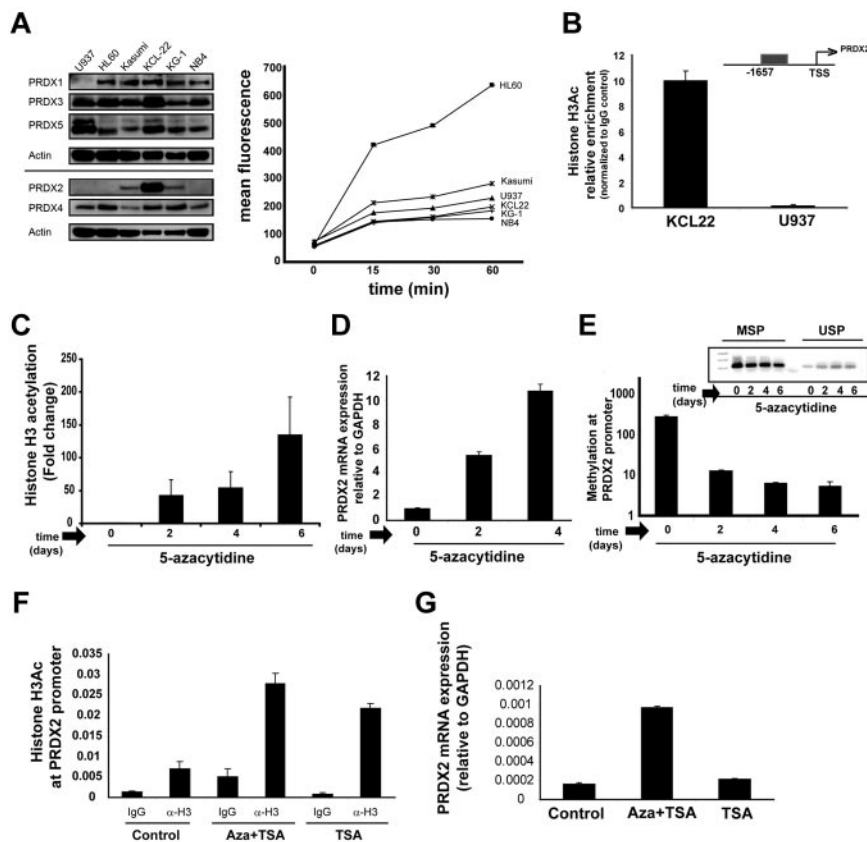 A
U937 HL60 Kasumi KCL-22 KG-1 NB4
PRDX1
PRDX3
PRDX5
Actin
PRDX2
PRDX4
Actin
mean fluorescence
700
600
500
400
300
200
100
0
0 15 30 60
time (min)
HL60
Kasumi
U937
KCL22
KG-1
NB4
B
Histone H3Ac
relative enrichment
(normalized to IgG control)
12
10
8
6
4
2
0
KCL22 U937
-1657 TSS
PRDX2
C
Histone H3 acetylation
(Fold change)
250
200
150
100
50
0
time
(days)
0 2 4 6
5-azacytidine
D
PRDX2 mRNA expression
relative to GAPDH
12
10
8
6
4
2
0
time
(days)
0 2 4
5-azacytidine
E
MSP USP
time
(days)
0 2 4 6 0 2 4 6
5-azacytidine
Methylation at
PRDX2 promoter
1000
100
10
1
time
(days)
0 2 4 6
5-azacytidine
F
Histone H3Ac
at PRDX2 promoter
0.035
0.03
0.025
0.02
0.015
0.01
0.005
0
IgG α-H3 IgG α-H3 IgG α-H3
Control Aza+TSA TSA
G
PRDX2 mRNA expression
(relative to GAPDH)
0.0012
0.001
0.0008
0.0006
0.0004
0.0002
0
Control Aza+TSA TSA